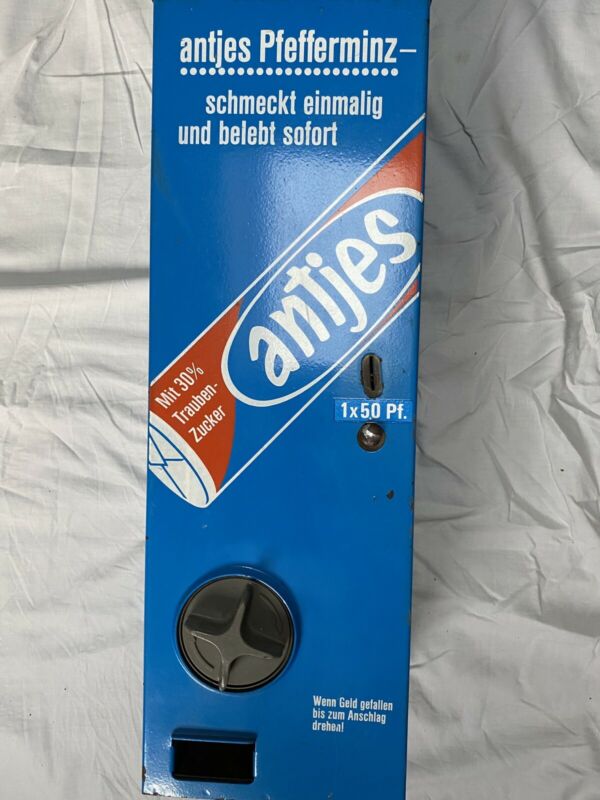 antjes Pfefferminz–
schmeckt einmalig
und belebt sofort
antjes
Mit 30%
Trauben-
Zucker
1x50 Pf.
Wenn Geld gefallen
bis zum Anschlag
drehen!